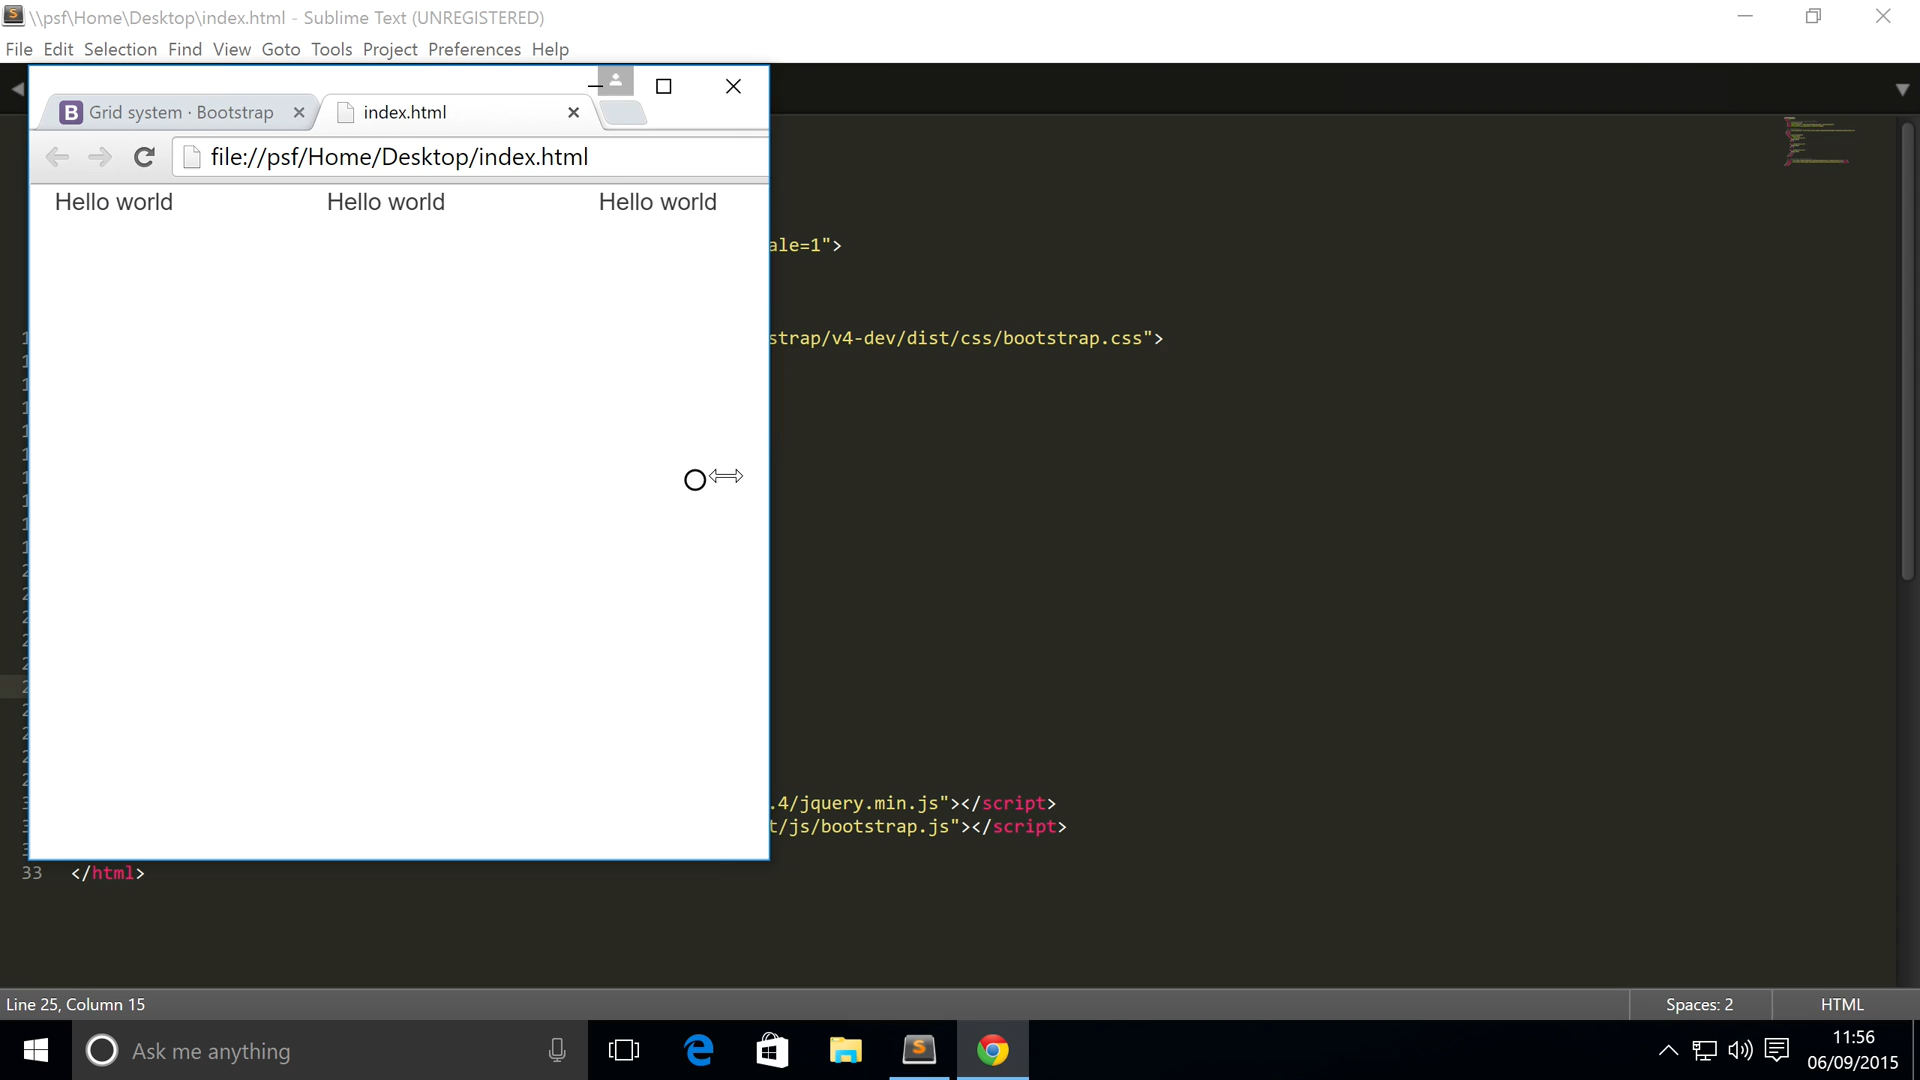 \\psf\Home\Desktop\index.html - Sublime Text (UNREGISTERED)
File Edit Selection Find View Goto Tools Project Preferences Help
Grid system · Bootstrap
index.html
file://psf/Home/Desktop/index.html
Hello world Hello world Hello world
ale=1">
strap/v4-dev/dist/css/bootstrap.css">
.4/jquery.min.js"></script>
t/js/bootstrap.js"></script>
33 </html>
Line 25, Column 15
Spaces: 2
HTML
Ask me anything
11:56
06/09/2015